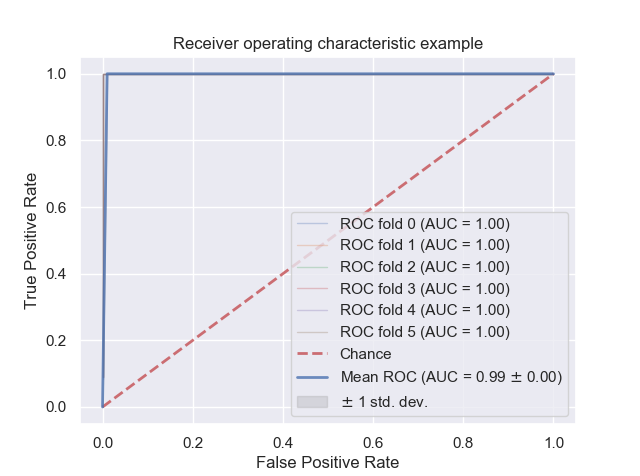 Receiver operating characteristic example
1.0
0.8
0.6
0.4
0.2
0.0
True Positive Rate
ROC fold 0 (AUC = 1.00)
ROC fold 1 (AUC = 1.00)
ROC fold 2 (AUC = 1.00)
ROC fold 3 (AUC = 1.00)
ROC fold 4 (AUC = 1.00)
ROC fold 5 (AUC = 1.00)
Chance
Mean ROC (AUC = 0.99 ± 0.00)
± 1 std. dev.
0.0 0.2 0.4 0.6 0.8 1.0
False Positive Rate